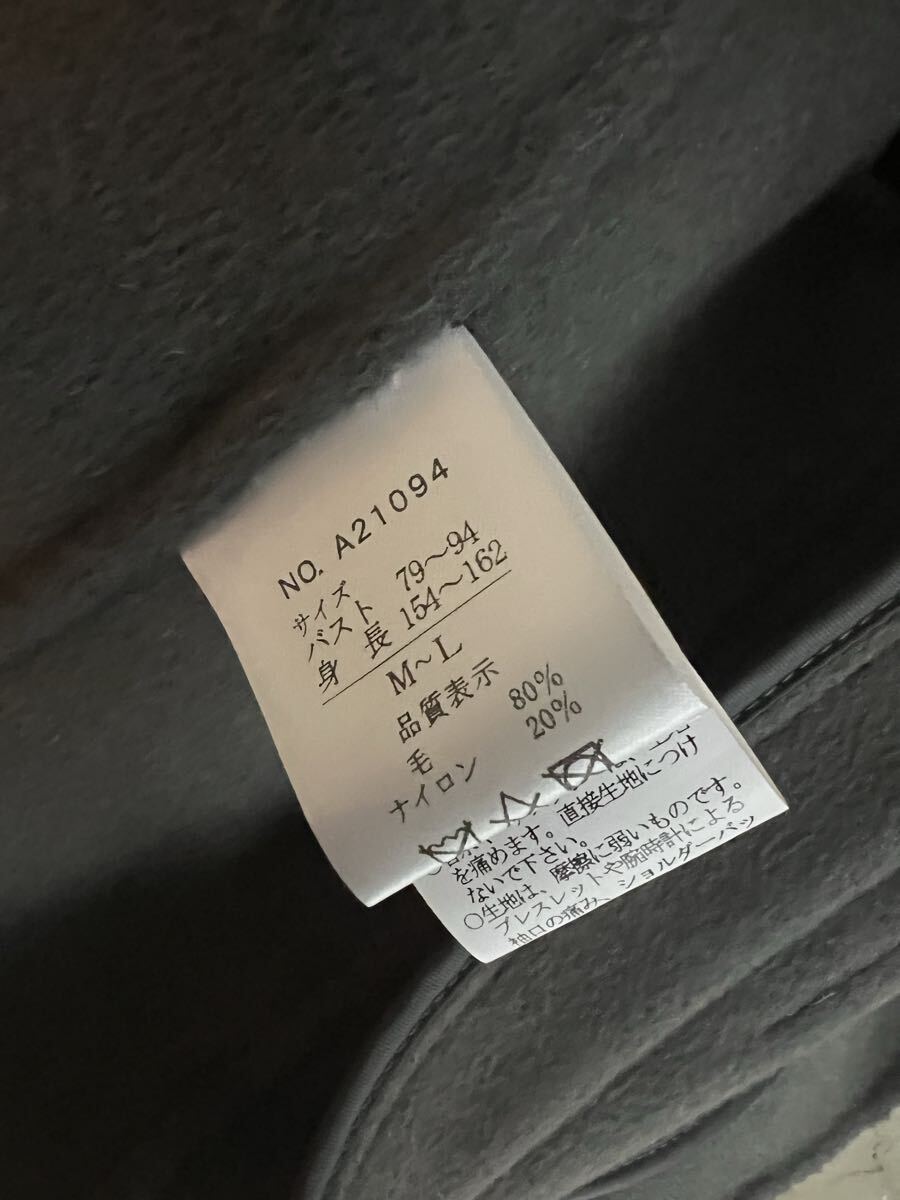 NO. A21094
サイズ
バスト 79～94
身 長 154～162
M～L
品質表示
毛 80%
ナイロン 20%
を痛めます。直接生地につけ
ないで下さい。
○生地は、摩擦に弱いものです。
ブレスレットや腕時計による
袖口の痛み、ショルダーバッ